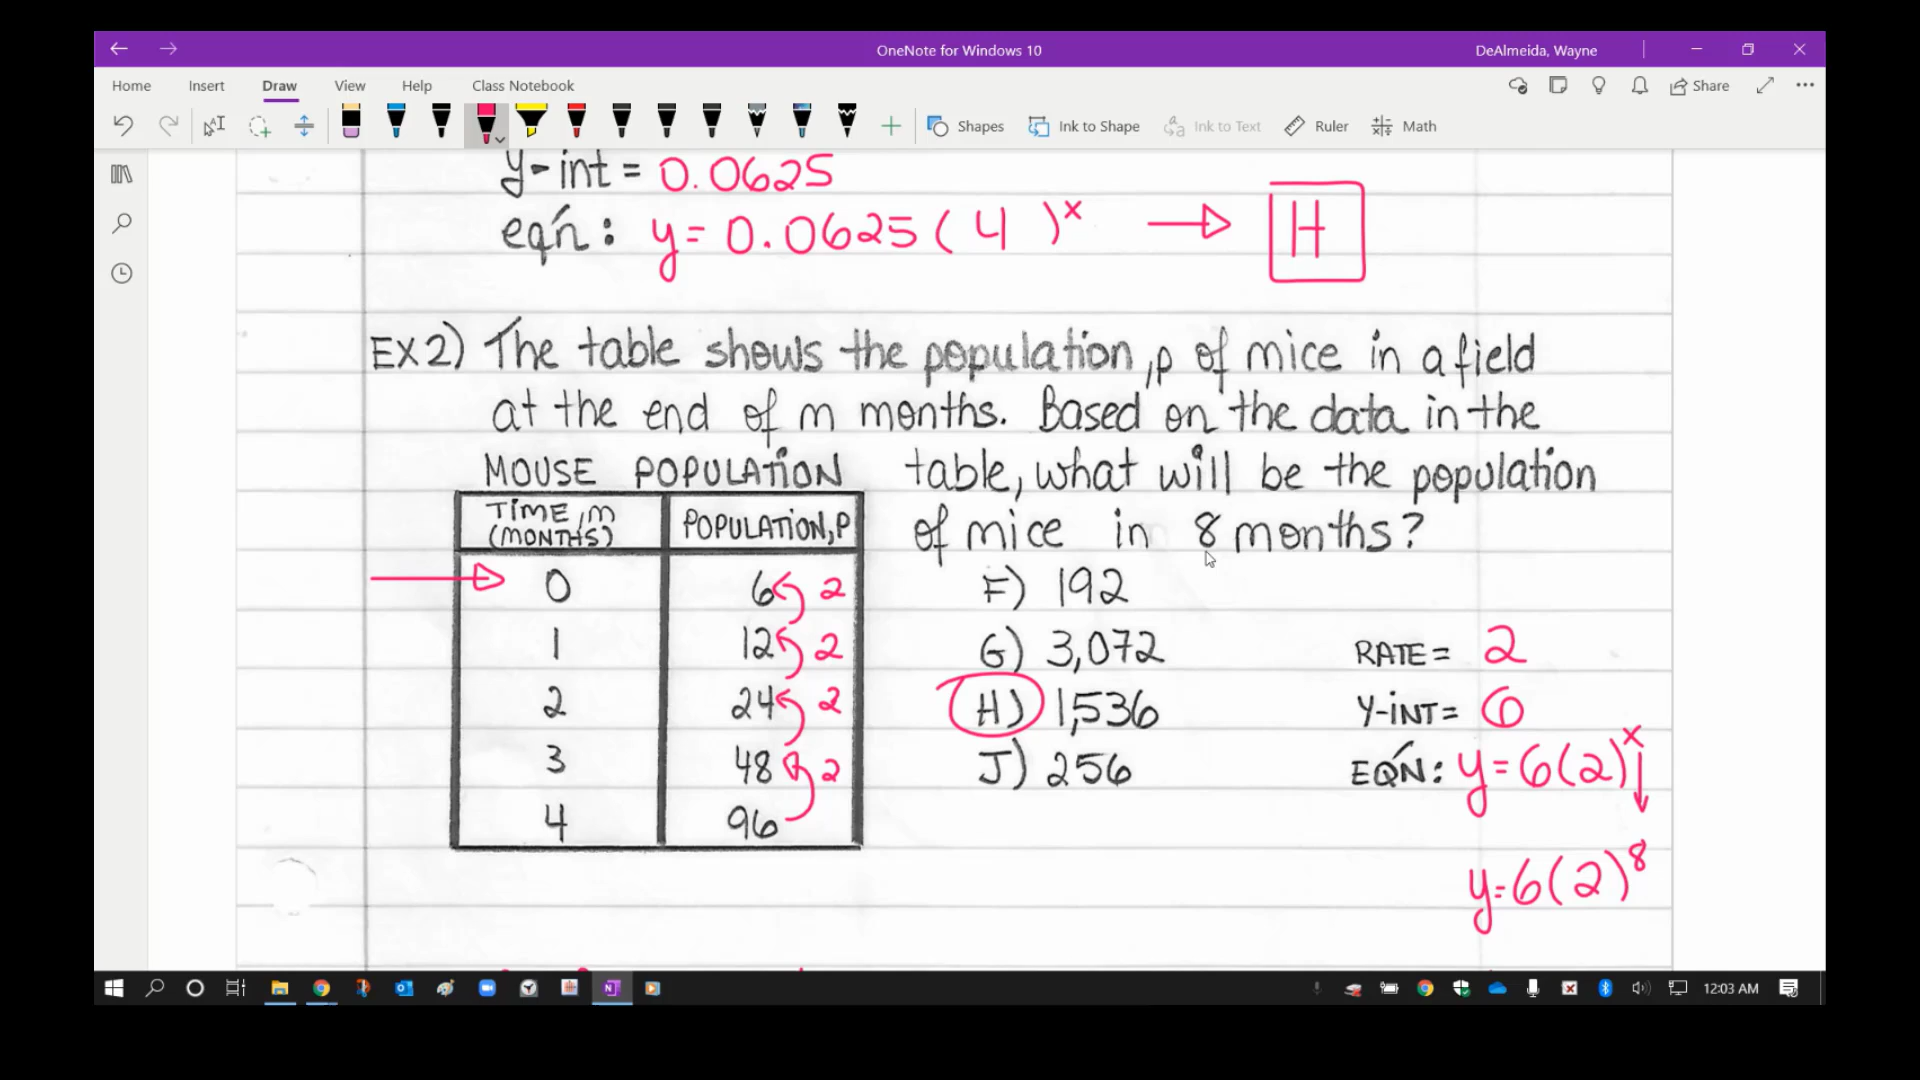 OneNote for Windows 10
DeAlmeida, Wayne
Home Insert Draw View Help Class Notebook
Share
Shapes Ink to Shape Ink to Text Ruler Math
y-int = 0.0625
eq'n: y = 0.0625 ( 4 )^x → H
EX 2) The table shows the population, p of mice in a field
at the end of m months. Based on the data in the
table, what will be the population
of mice in 8 months?
MOUSE POPULATION
TIME, m (MONTHS) POPULATION, P
0 6 2
1 12 2
2 24 2
3 48 2
4 96
F) 192
G) 3,072
H) 1,536
J) 256
RATE = 2
Y-INT = 6
EQ'N: y = 6(2)^x
y = 6(2)^8
12:03 AM